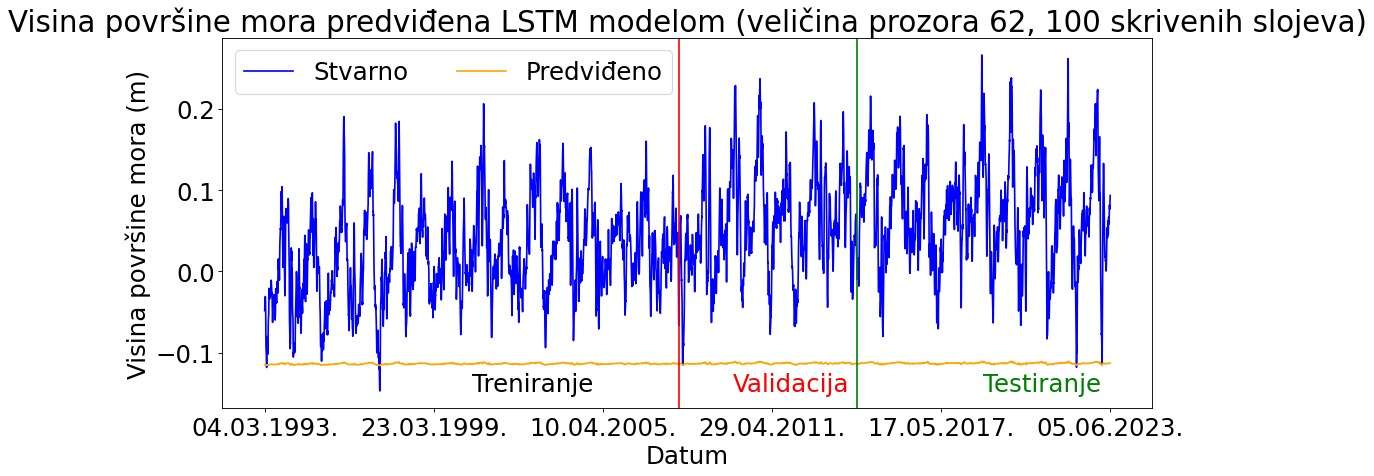 Visina površine mora predviđena LSTM modelom (veličina prozora 62, 100 skrivenih slojeva)
Stvarno Predviđeno
Visina površine mora (m)
0.2
0.1
0.0
−0.1
Treniranje Validacija Testiranje
04.03.1993. 23.03.1999. 10.04.2005. 29.04.2011. 17.05.2017. 05.06.2023.
Datum